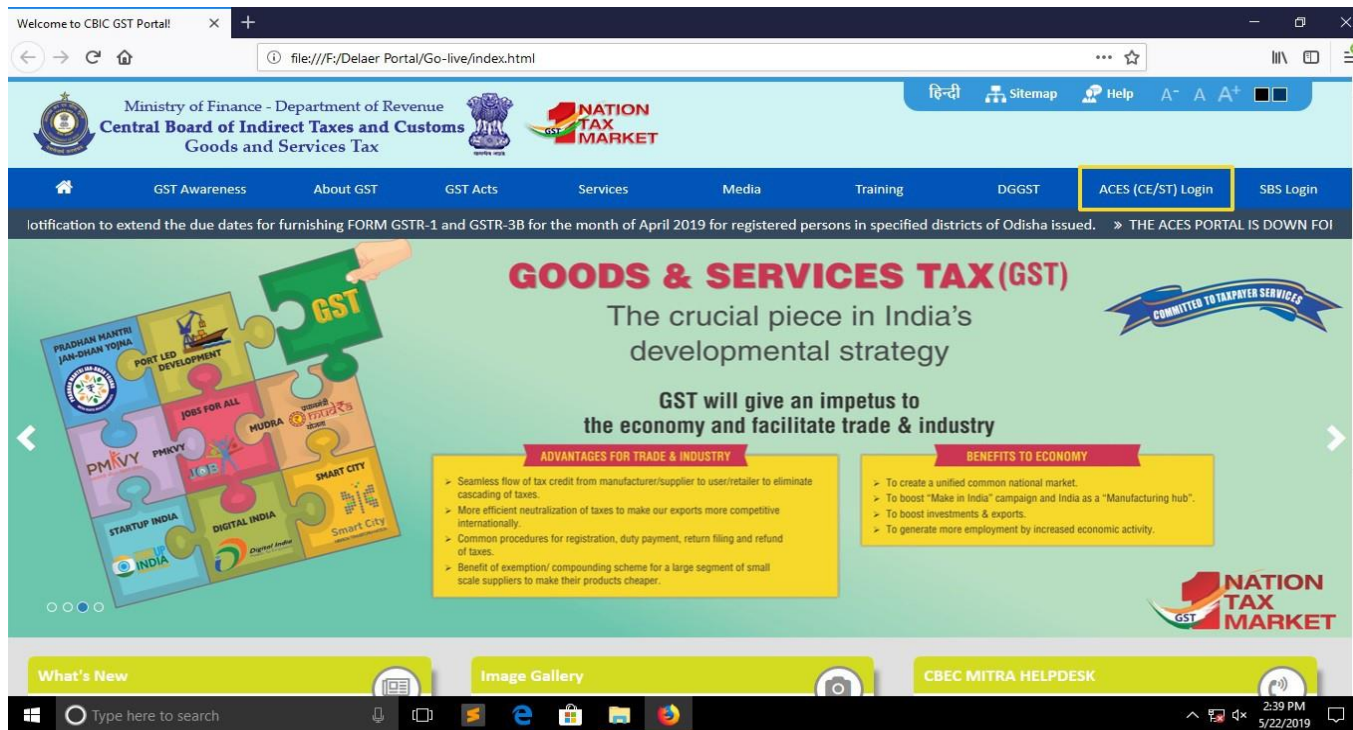 Welcome to CBIC GST Portal!
file:///F:/Delaer Portal/Go-live/index.html
Ministry of Finance - Department of Revenue
Central Board of Indirect Taxes and Customs
Goods and Services Tax
GST
NATION
TAX
MARKET
हिन्दी Sitemap Help A- A A+
GST Awareness About GST GST Acts Services Media Training DGGST ACES (CE/ST) Login SBS Login
otification to extend the due dates for furnishing FORM GSTR-1 and GSTR-3B for the month of April 2019 for registered persons in specified districts of Odisha issued. » THE ACES PORTAL IS DOWN FOI
GOODS & SERVICES TAX (GST)
The crucial piece in India's
developmental strategy
COMMITTED TO TAXPAYER SERVICES
GST will give an impetus to
the economy and facilitate trade & industry
ADVANTAGES FOR TRADE & INDUSTRY
➢ Seamless flow of tax credit from manufacturer/supplier to user/retailer to eliminate
cascading of taxes.
➢ More efficient neutralization of taxes to make our exports more competitive
internationally.
➢ Common procedures for registration, duty payment, return filing and refund
of taxes.
➢ Benefit of exemption/ compounding scheme for a large segment of small
scale suppliers to make their products cheaper.
BENEFITS TO ECONOMY
➢ To create a unified common national market.
➢ To boost "Make in India" campaign and India as a "Manufacturing hub".
➢ To boost investments & exports.
➢ To generate more employment by increased economic activity.
GST
PRADHAN MANTRI
JAN-DHAN YOJNA
PORT LED
DEVELOPMENT
JOBS FOR ALL
MUDRA
PMKVY
PMKVY
JOB
SMART CITY
Smart City
STARTUP INDIA
INDIA
DIGITAL INDIA
Digital India
GST
NATION
TAX
MARKET
What's New
Image Gallery
CBEC MITRA HELPDESK
Type here to search
2:39 PM
5/22/2019